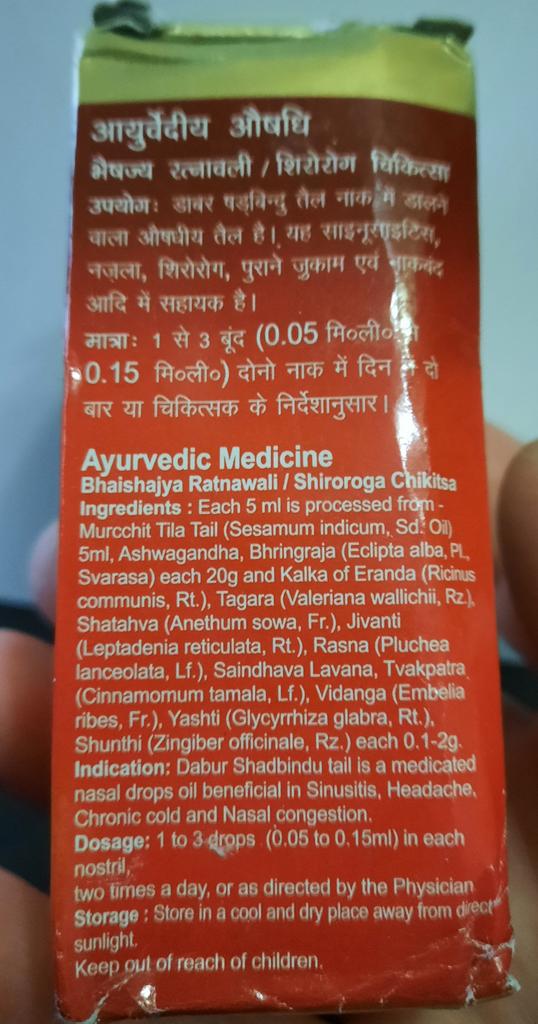 आयुर्वेदीय औषधि
भैषज्य रत्नावली / शिरोरोग चिकित्सा
उपयोग: डाबर षड्बिन्दु तैल नाक में डालने
वाला औषधीय तैल है। यह साइनूसाइटिस,
नज़ला, शिरोरोग, पुराने जुकाम एवं नाकबंद
आदि में सहायक है।
मात्रा: 1 से 3 बूंद (0.05 मि०ली०
0.15 मि०ली०) दोनो नाक में दिन में दो
बार या चिकित्सक के निर्देशानुसार।
Ayurvedic Medicine
Bhaishajya Ratnawali / Shiroroga Chikitsa
Ingredients : Each 5 ml is processed from -
Murcchit Tila Tail (Sesamum indicum, Sd. Oil)
5ml, Ashwagandha, Bhringraja (Eclipta alba, Pl.,
Svarasa) each 20g and Kalka of Eranda (Ricinus
communis, Rt.), Tagara (Valeriana wallichii, Rz.),
Shatahva (Anethum sowa, Fr.), Jivanti
(Leptadenia reticulata, Rt.), Rasna (Pluchea
lanceolata, Lf.), Saindhava Lavana, Tvakpatra
(Cinnamomum tamala, Lf.), Vidanga (Embelia
ribes, Fr.), Yashti (Glycyrrhiza glabra, Rt.),
Shunthi (Zingiber officinale, Rz.) each 0.1-2g.
Indication: Dabur Shadbindu tail is a medicated
nasal drops oil beneficial in Sinusitis, Headache,
Chronic cold and Nasal congestion.
Dosage: 1 to 3 drops (0.05 to 0.15ml) in each
nostril,
two times a day, or as directed by the Physician
Storage : Store in a cool and dry place away from direct
sunlight.
Keep out of reach of children.